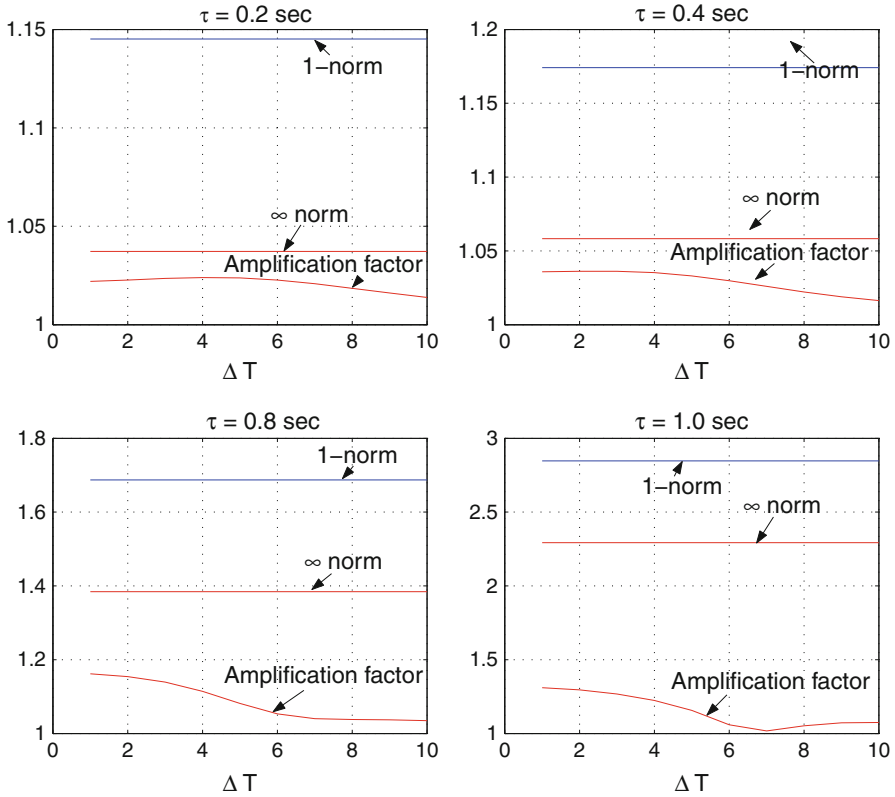 τ = 0.2 sec
1.15
1.1
1.05
1
0 2 4 6 8 10
Δ T
1−norm
∞ norm
Amplification factor
τ = 0.4 sec
1.2
1.15
1.1
1.05
1
0 2 4 6 8 10
Δ T
1−norm
∞ norm
Amplification factor
τ = 0.8 sec
1.8
1.6
1.4
1.2
1
0 2 4 6 8 10
Δ T
1−norm
∞ norm
Amplification factor
τ = 1.0 sec
3
2.5
2
1.5
1
0 2 4 6 8 10
Δ T
1−norm
∞ norm
Amplification factor